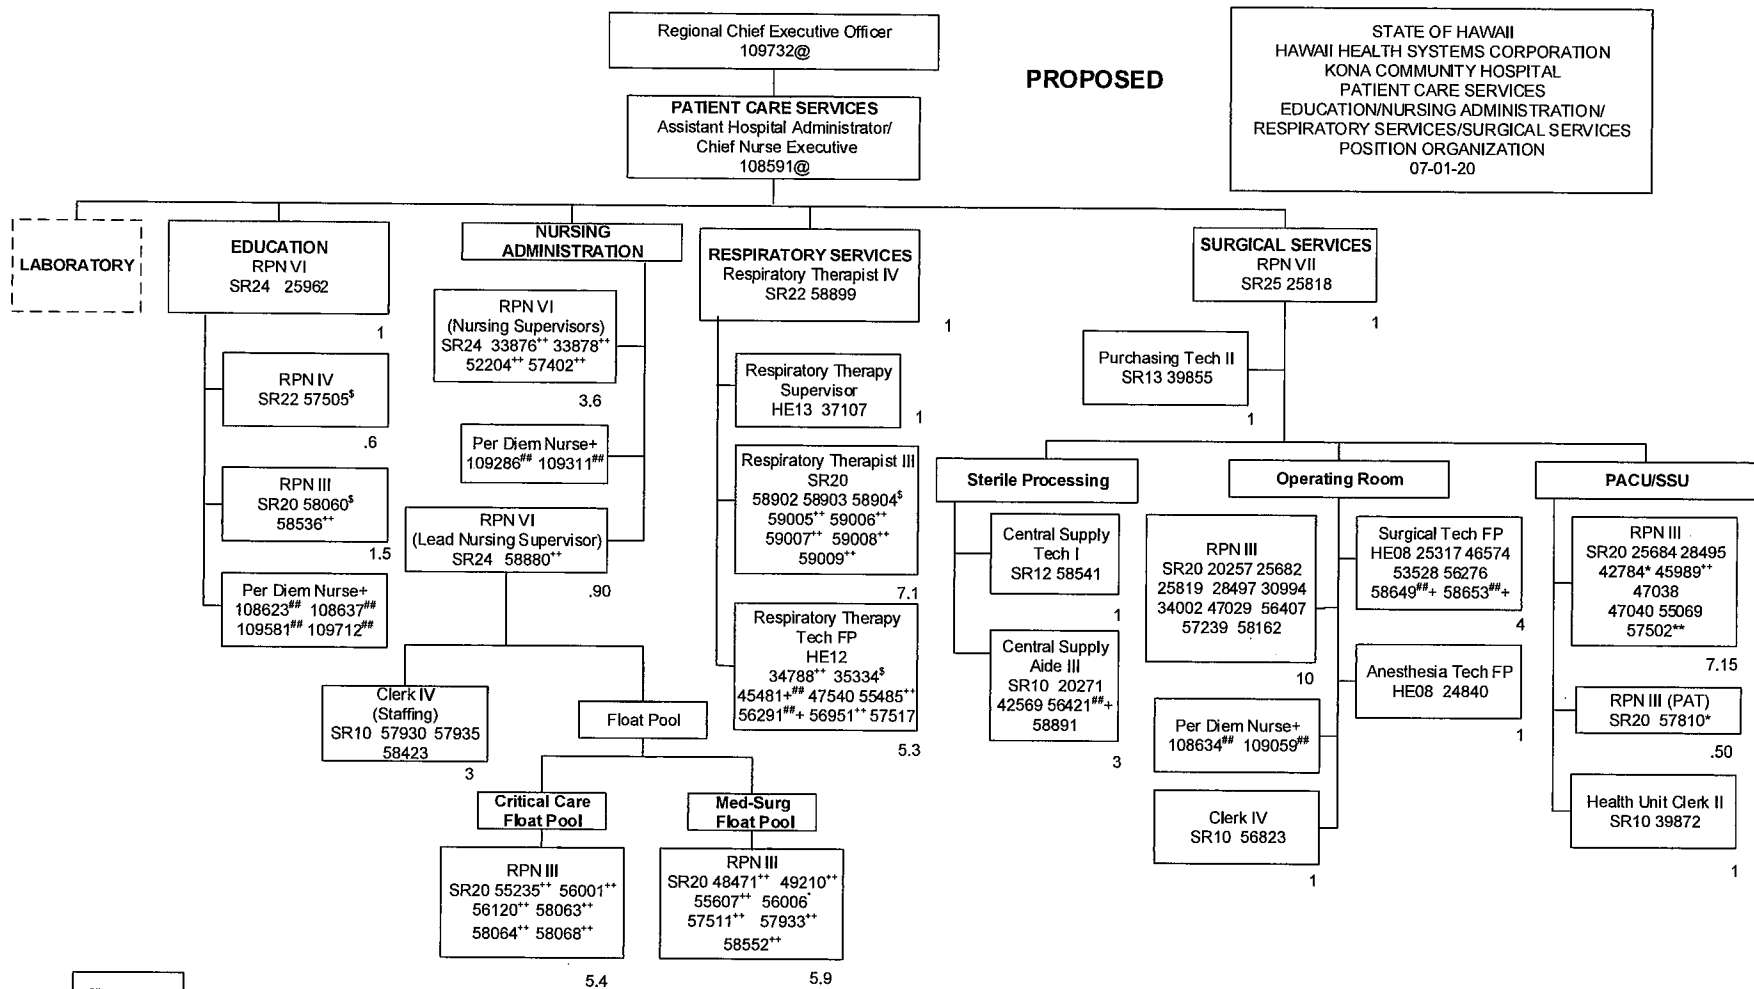 Regional Chief Executive Officer
109732@
PROPOSED
STATE OF HAWAII
HAWAII HEALTH SYSTEMS CORPORATION
KONA COMMUNITY HOSPITAL
PATIENT CARE SERVICES
EDUCATION/NURSING ADMINISTRATION/
RESPIRATORY SERVICES/SURGICAL SERVICES
POSITION ORGANIZATION
07-01-20
PATIENT CARE SERVICES
Assistant Hospital Administrator/
Chief Nurse Executive
108591@
LABORATORY
EDUCATION
RPN VI
SR24 25962
1
RPN IV
SR22 57505$
.6
RPN III
SR20 58060$
58536++
1.5
Per Diem Nurse+
108623## 108637##
109581## 109712##
NURSING
ADMINISTRATION
RPN VI
(Nursing Supervisors)
SR24 33876++ 33878++
52204++ 57402++
3.6
Per Diem Nurse+
109286## 109311##
RPN VI
(Lead Nursing Supervisor)
SR24 58880++
.90
Clerk IV
(Staffing)
SR10 57930 57935
58423
3
Float Pool
Critical Care
Float Pool
RPN III
SR20 55235++ 56001++
56120++ 58063++
58064++ 58068++
5.4
Med-Surg
Float Pool
RPN III
SR20 48471++ 49210++
55607++ 56006*
57511++ 57933++
58552++
5.9
RESPIRATORY SERVICES
Respiratory Therapist IV
SR22 58899
1
Respiratory Therapy
Supervisor
HE13 37107
1
Respiratory Therapist III
SR20
58902 58903 58904$
59005++ 59006++
59007++ 59008++
59009++
7.1
Respiratory Therapy
Tech FP
HE12
34788++ 35334$
45481+## 47540 55485++
56291##+ 56951++ 57517
5.3
SURGICAL SERVICES
RPN VII
SR25 25818
1
Purchasing Tech II
SR13 39855
1
Sterile Processing
Central Supply
Tech I
SR12 58541
1
Central Supply
Aide III
SR10 20271
42569 56421##+
58891
3
Operating Room
RPN III
SR20 20257 25682
25819 28497 30994
34002 47029 56407
57239 58162
10
Per Diem Nurse+
108634## 109059##
Clerk IV
SR10 56823
1
Surgical Tech FP
HE08 25317 46574
53528 56276
58649##+ 58653##+
4
Anesthesia Tech FP
HE08 24840
1
PACU/SSU
RPN III
SR20 25684 28495
42784* 45989++
47038
47040 55069
57502**
7.15
RPN III (PAT)
SR20 57810*
.50
Health Unit Clerk II
SR10 39872
1